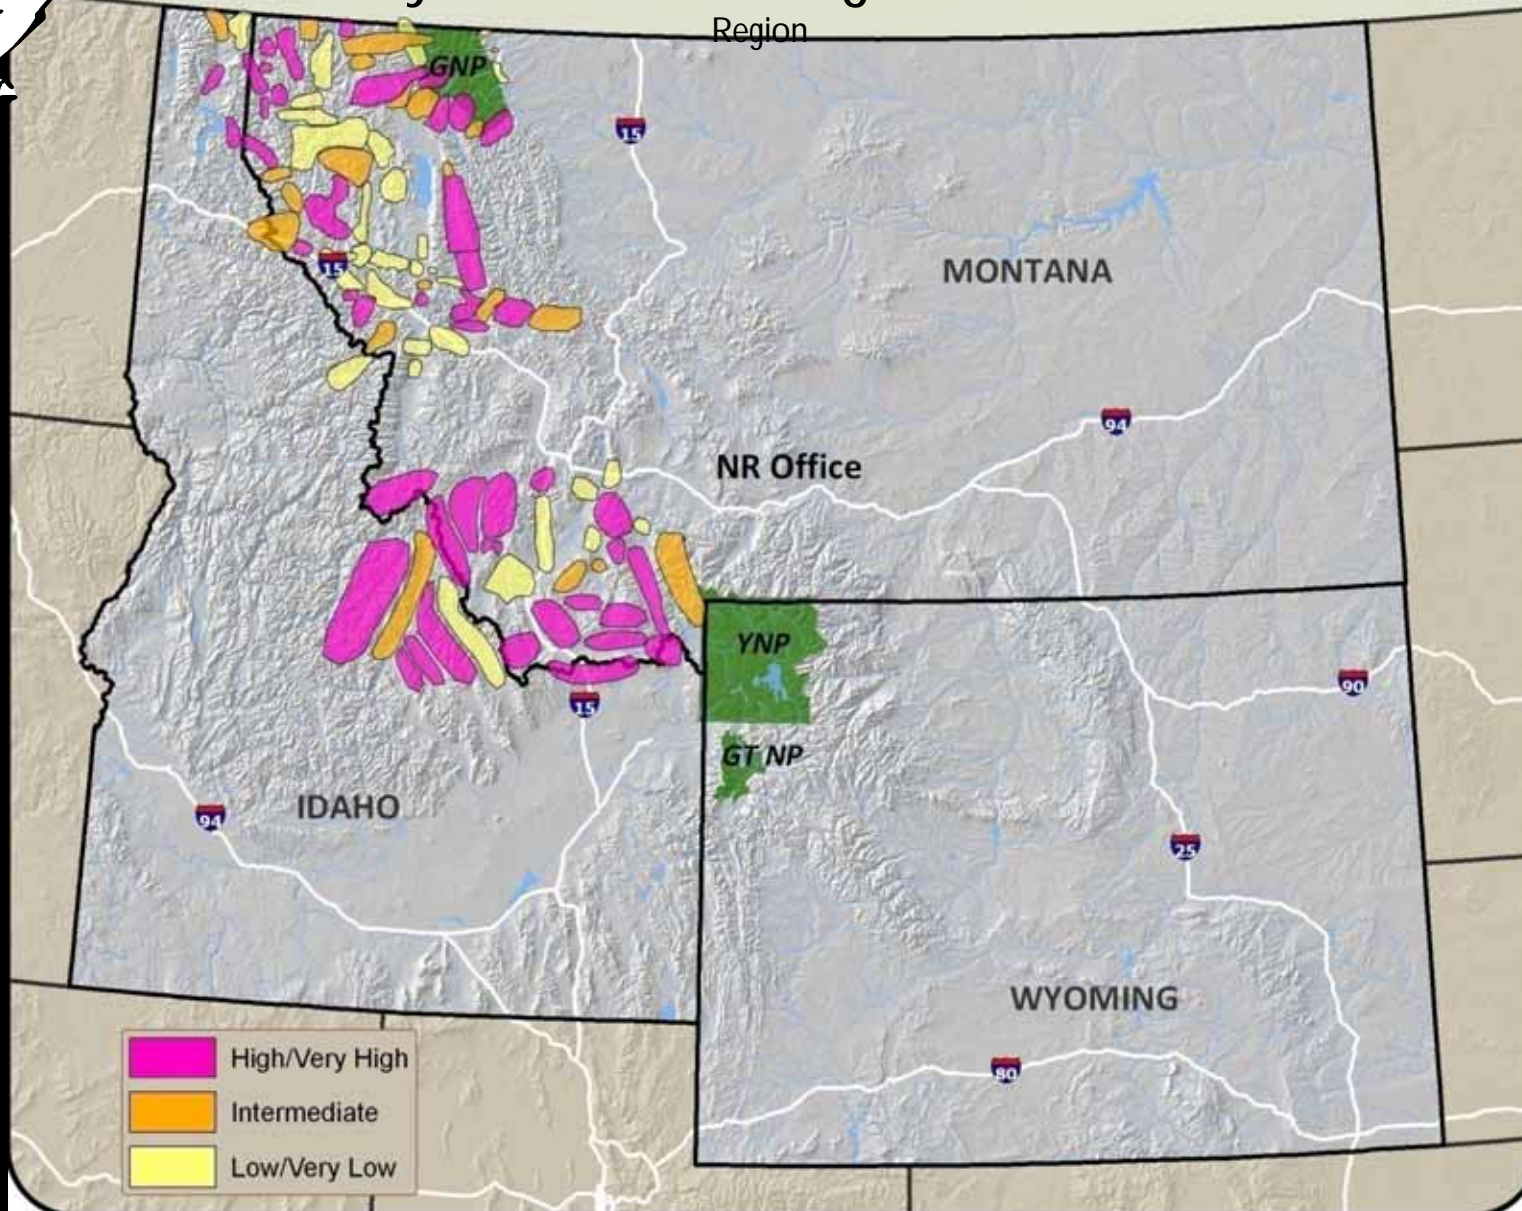 Region
GNP
15
15
MONTANA
94
NR Office
YNP
90
15
GT NP
IDAHO
94
25
WYOMING
80
High/Very High
Intermediate
Low/Very Low